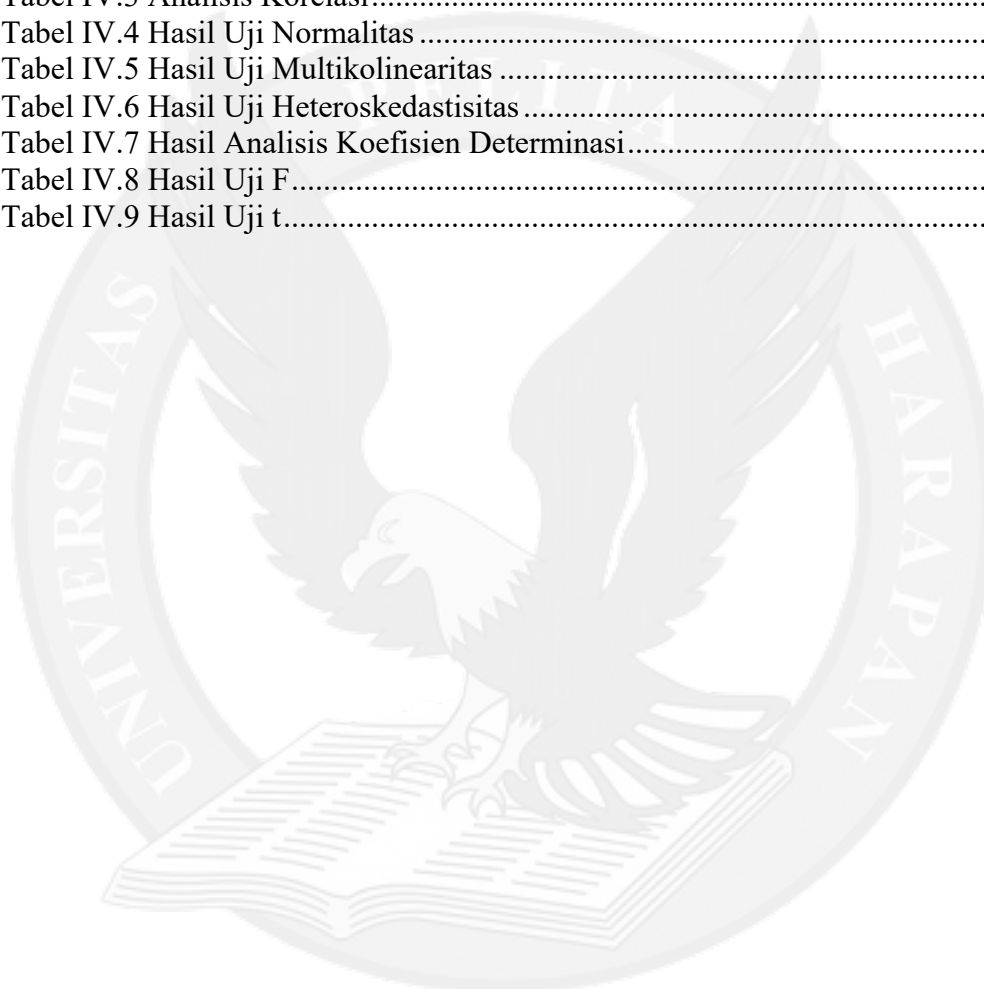 Tabel IV.3 Analisis Korelasi
Tabel IV.4 Hasil Uji Normalitas
Tabel IV.5 Hasil Uji Multikolinearitas
Tabel IV.6 Hasil Uji Heteroskedastisitas
Tabel IV.7 Hasil Analisis Koefisien Determinasi
Tabel IV.8 Hasil Uji F
Tabel IV.9 Hasil Uji t
UNIVERSITAS PELITA HARAPAN